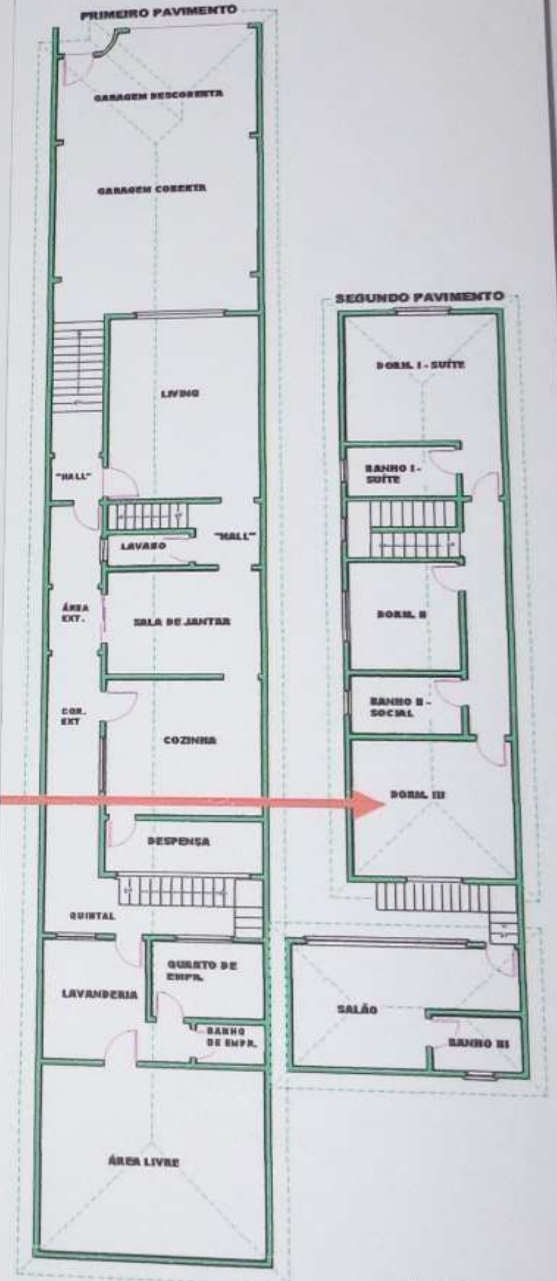 PRIMEIRO PAVIMENTO
GARAGEM DESCOBERTA
GARAGEM COBERTA
LIVING
"HALL"
LAVABO
"HALL"
ÁREA
EXT.
SALA DE JANTAR
COR.
EXT
COZINHA
DESPENSA
QUINTAL
LAVANDERIA
QUARTO DE
EMPR.
BANHO
DE EMPR.
ÁREA LIVRE
SEGUNDO PAVIMENTO
DORM. I - SUÍTE
BANHO I -
SUÍTE
DORM. II
BANHO II -
SOCIAL
DORM. III
SALÃO
BANHO III